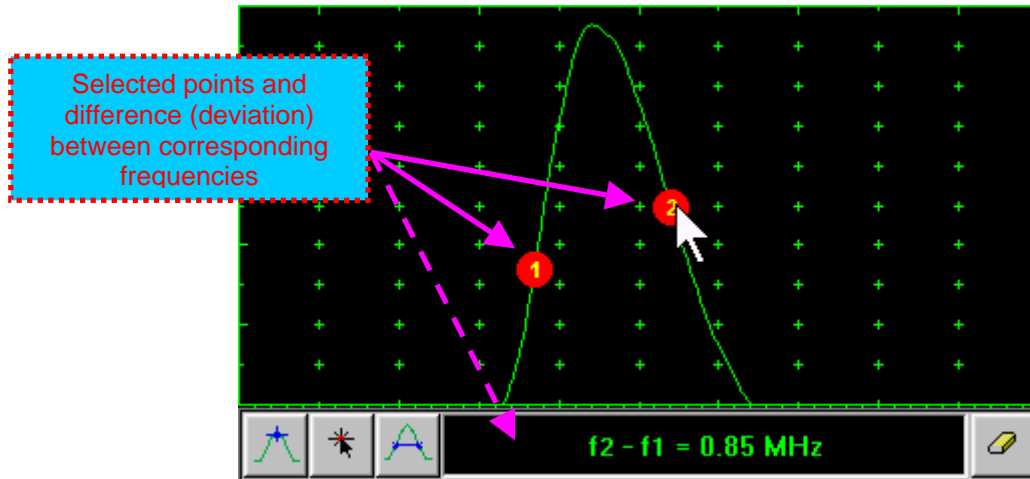 Selected points and
difference (deviation)
between corresponding
frequencies
2
1
f2 - f1 = 0.85 MHz